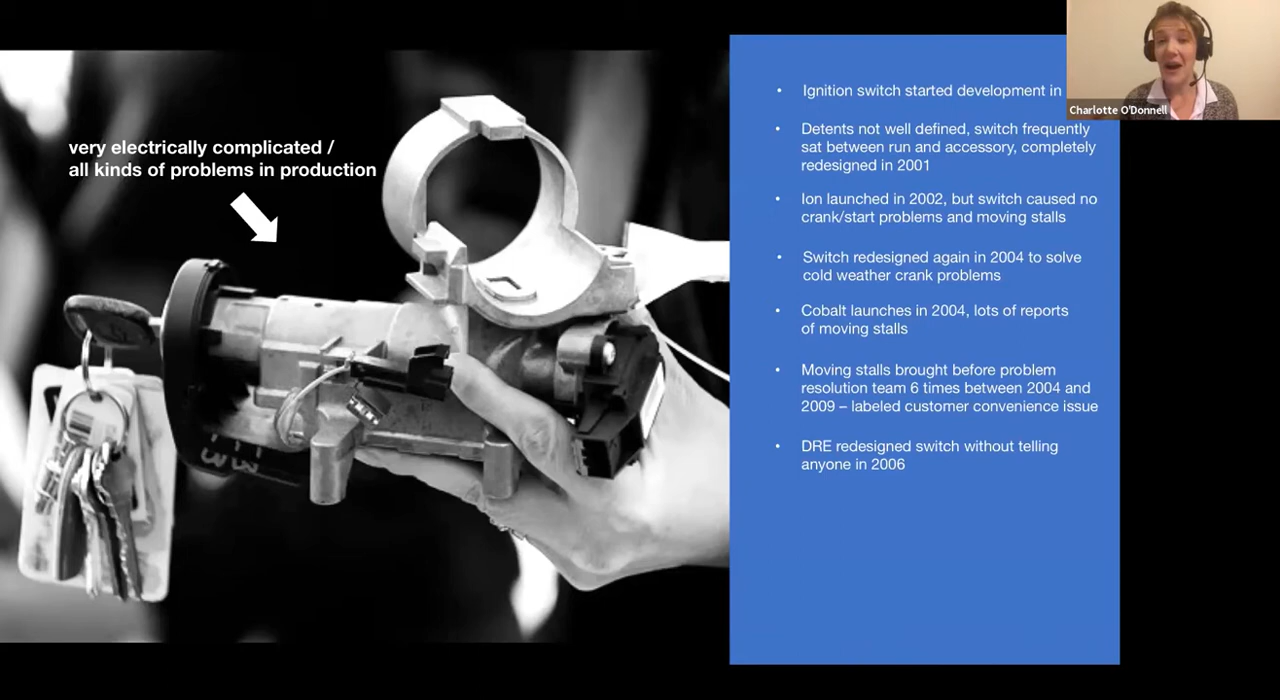 very electrically complicated /
all kinds of problems in production
• Ignition switch started development in
• Detents not well defined, switch frequently
sat between run and accessory, completely
redesigned in 2001
• Ion launched in 2002, but switch caused no
crank/start problems and moving stalls
• Switch redesigned again in 2004 to solve
cold weather crank problems
• Cobalt launches in 2004, lots of reports
of moving stalls
• Moving stalls brought before problem
resolution team 6 times between 2004 and
2009 – labeled customer convenience issue
• DRE redesigned switch without telling
anyone in 2006
Charlotte O'Donnell